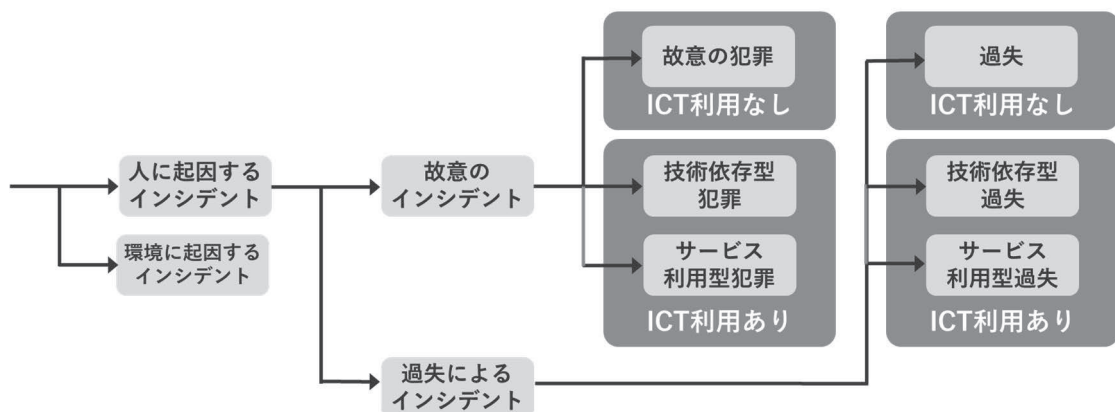 人に起因する
インシデント
環境に起因する
インシデント
故意の
インシデント
過失による
インシデント
故意の犯罪
ICT利用なし
技術依存型
犯罪
サービス
利用型犯罪
ICT利用あり
過失
ICT利用なし
技術依存型
過失
サービス
利用型過失
ICT利用あり